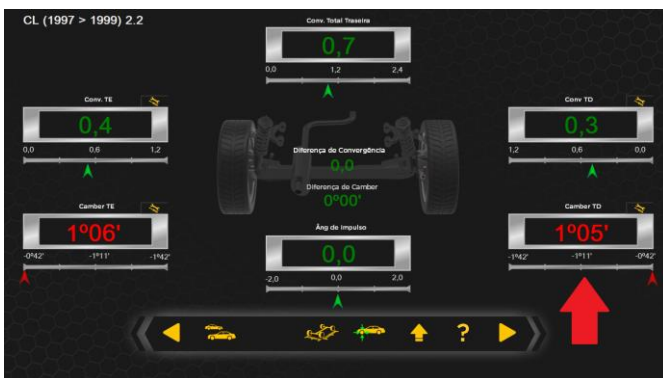 CL (1997 > 1999) 2.2
Conv. Total Traseira
0,7
0,0 1,2 2,4
Conv. TE
0,4
0,0 0,6 1,2
Conv TD
0,3
1,2 0,6 0,0
Diferença de Convergência
0,0
Diferença de Camber
0º00'
Camber TE
1º06'
-0º42' -1º11' -1º42'
Camber TD
1º05'
-1º42' -1º11' -0º42'
Âng de Impulso
0,0
-2,0 0,0 2,0
?